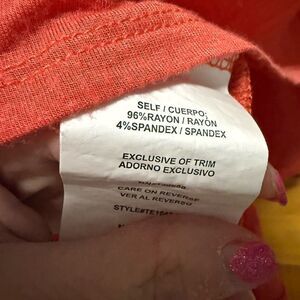 SELF / CUERPO:
96%RAYON / RAYÓN
4%SPANDEX / SPANDEX
EXCLUSIVE OF TRIM
ADORNO EXCLUSIVO
CARE ON REVERSE
VER AL REVERSO